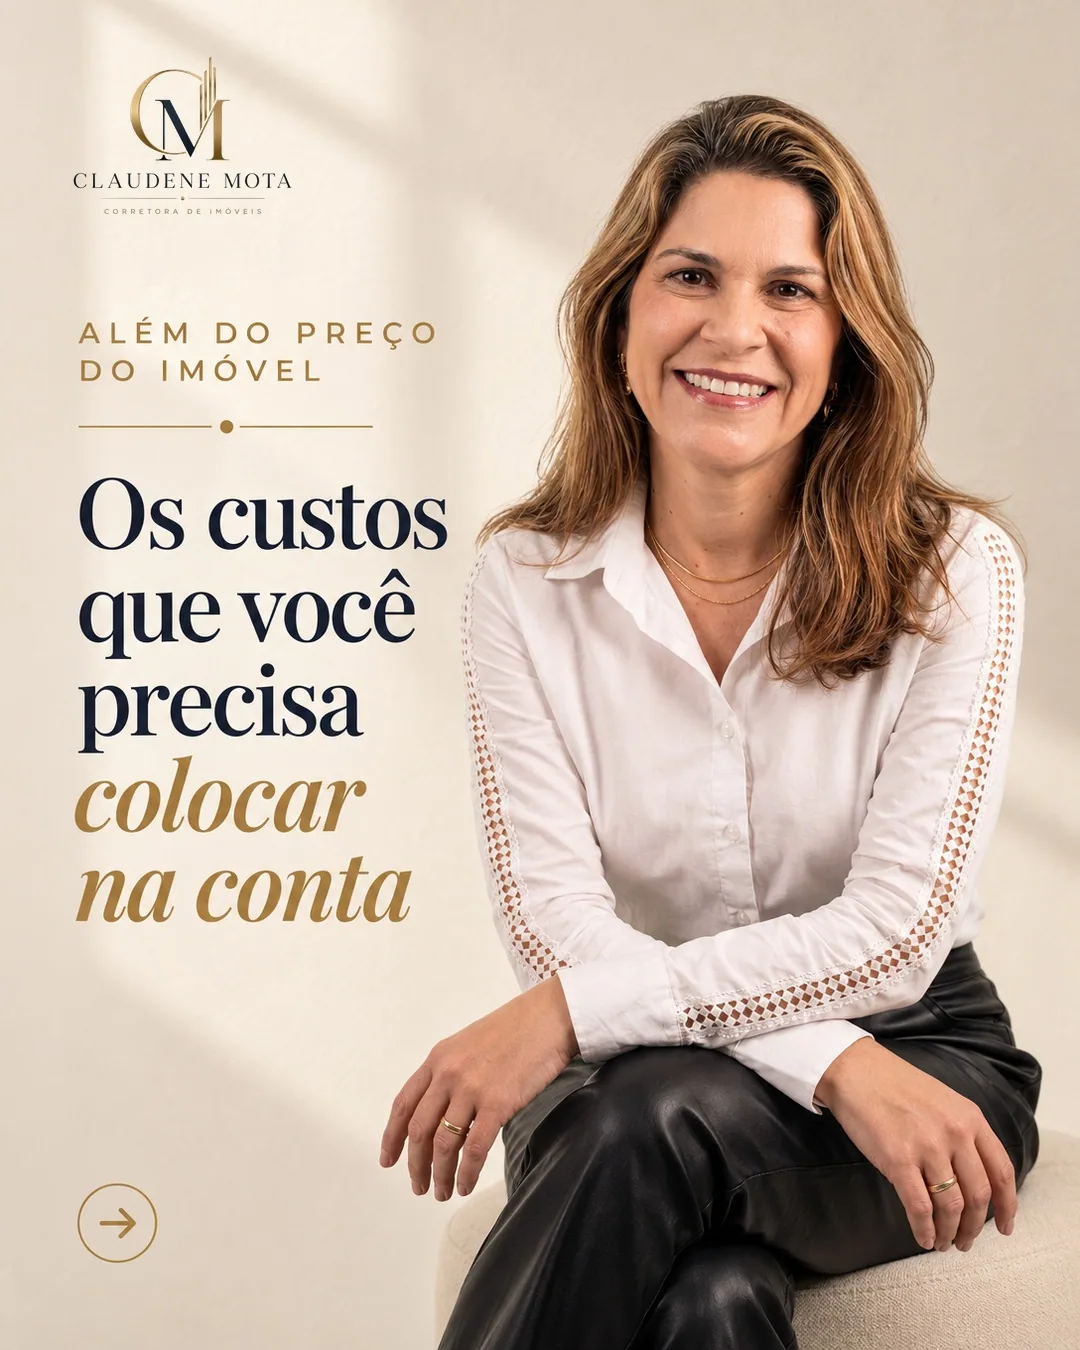 CM
CLAUDENE MOTA
CORRETORA DE IMÓVEIS
ALÉM DO PREÇO
DO IMÓVEL
Os custos
que você
precisa
colocar
na conta